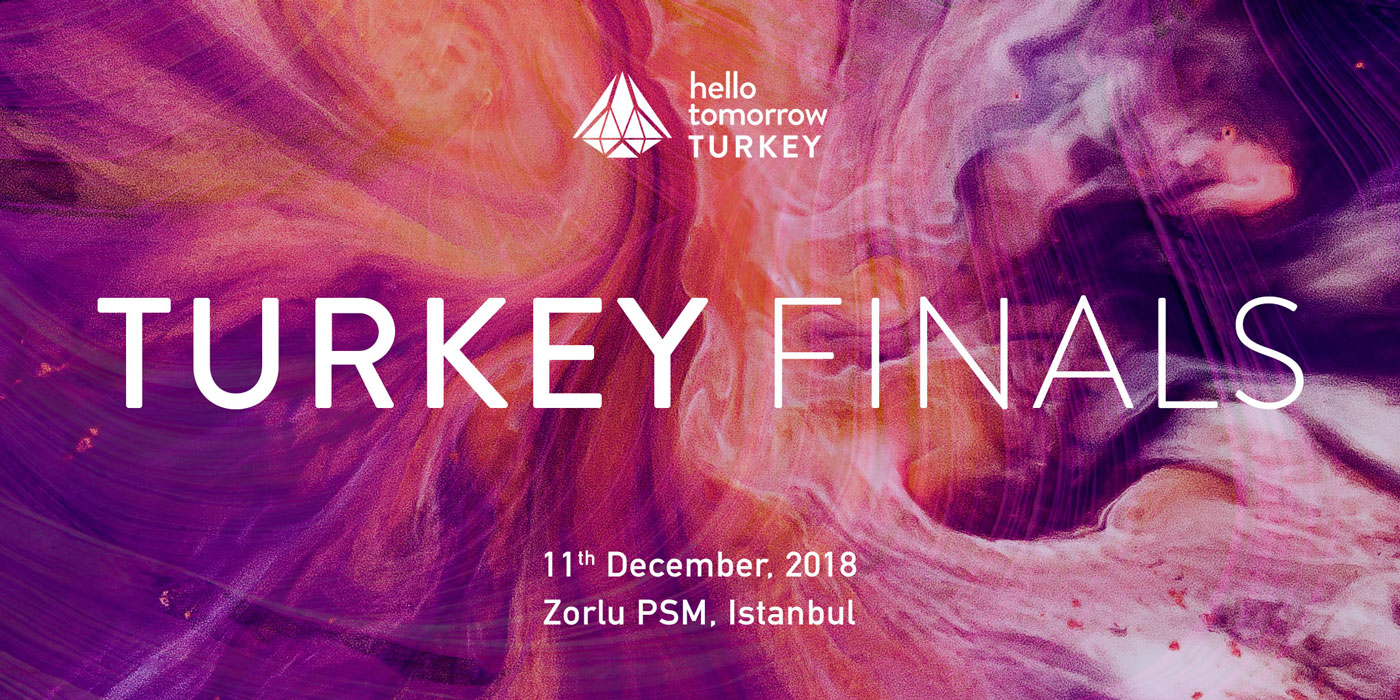 hello
tomorrow
TURKEY
TURKEY FINALS
11th December, 2018
Zorlu PSM, Istanbul